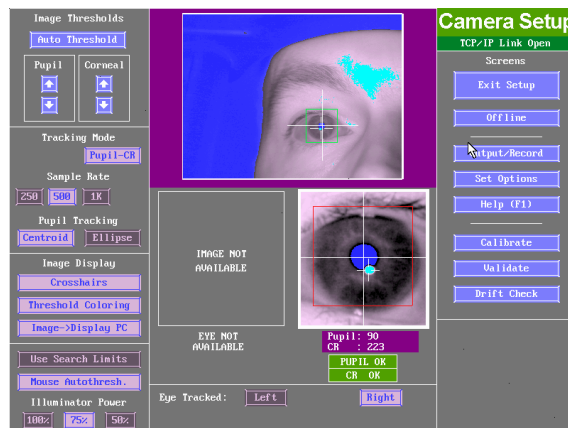 Image Thresholds
Auto Threshold
Pupil Corneal
Tracking Mode
Pupil-CR
Sample Rate
250 500 1K
Pupil Tracking
Centroid Ellipse
Image Display
Crosshairs
Threshold Coloring
Image->Display PC
Use Search Limits
Mouse Autothresh.
Illuminator Power
100% 75% 50%
IMAGE NOT
AVAILABLE
EYE NOT
AVAILABLE
Pupil: 90
CR : 223
PUPIL OK
CR OK
Eye Tracked: Left Right
Camera Setup
TCP/IP Link Open
Screens
Exit Setup
Offline
Output/Record
Set Options
Help (F1)
Calibrate
Validate
Drift Check